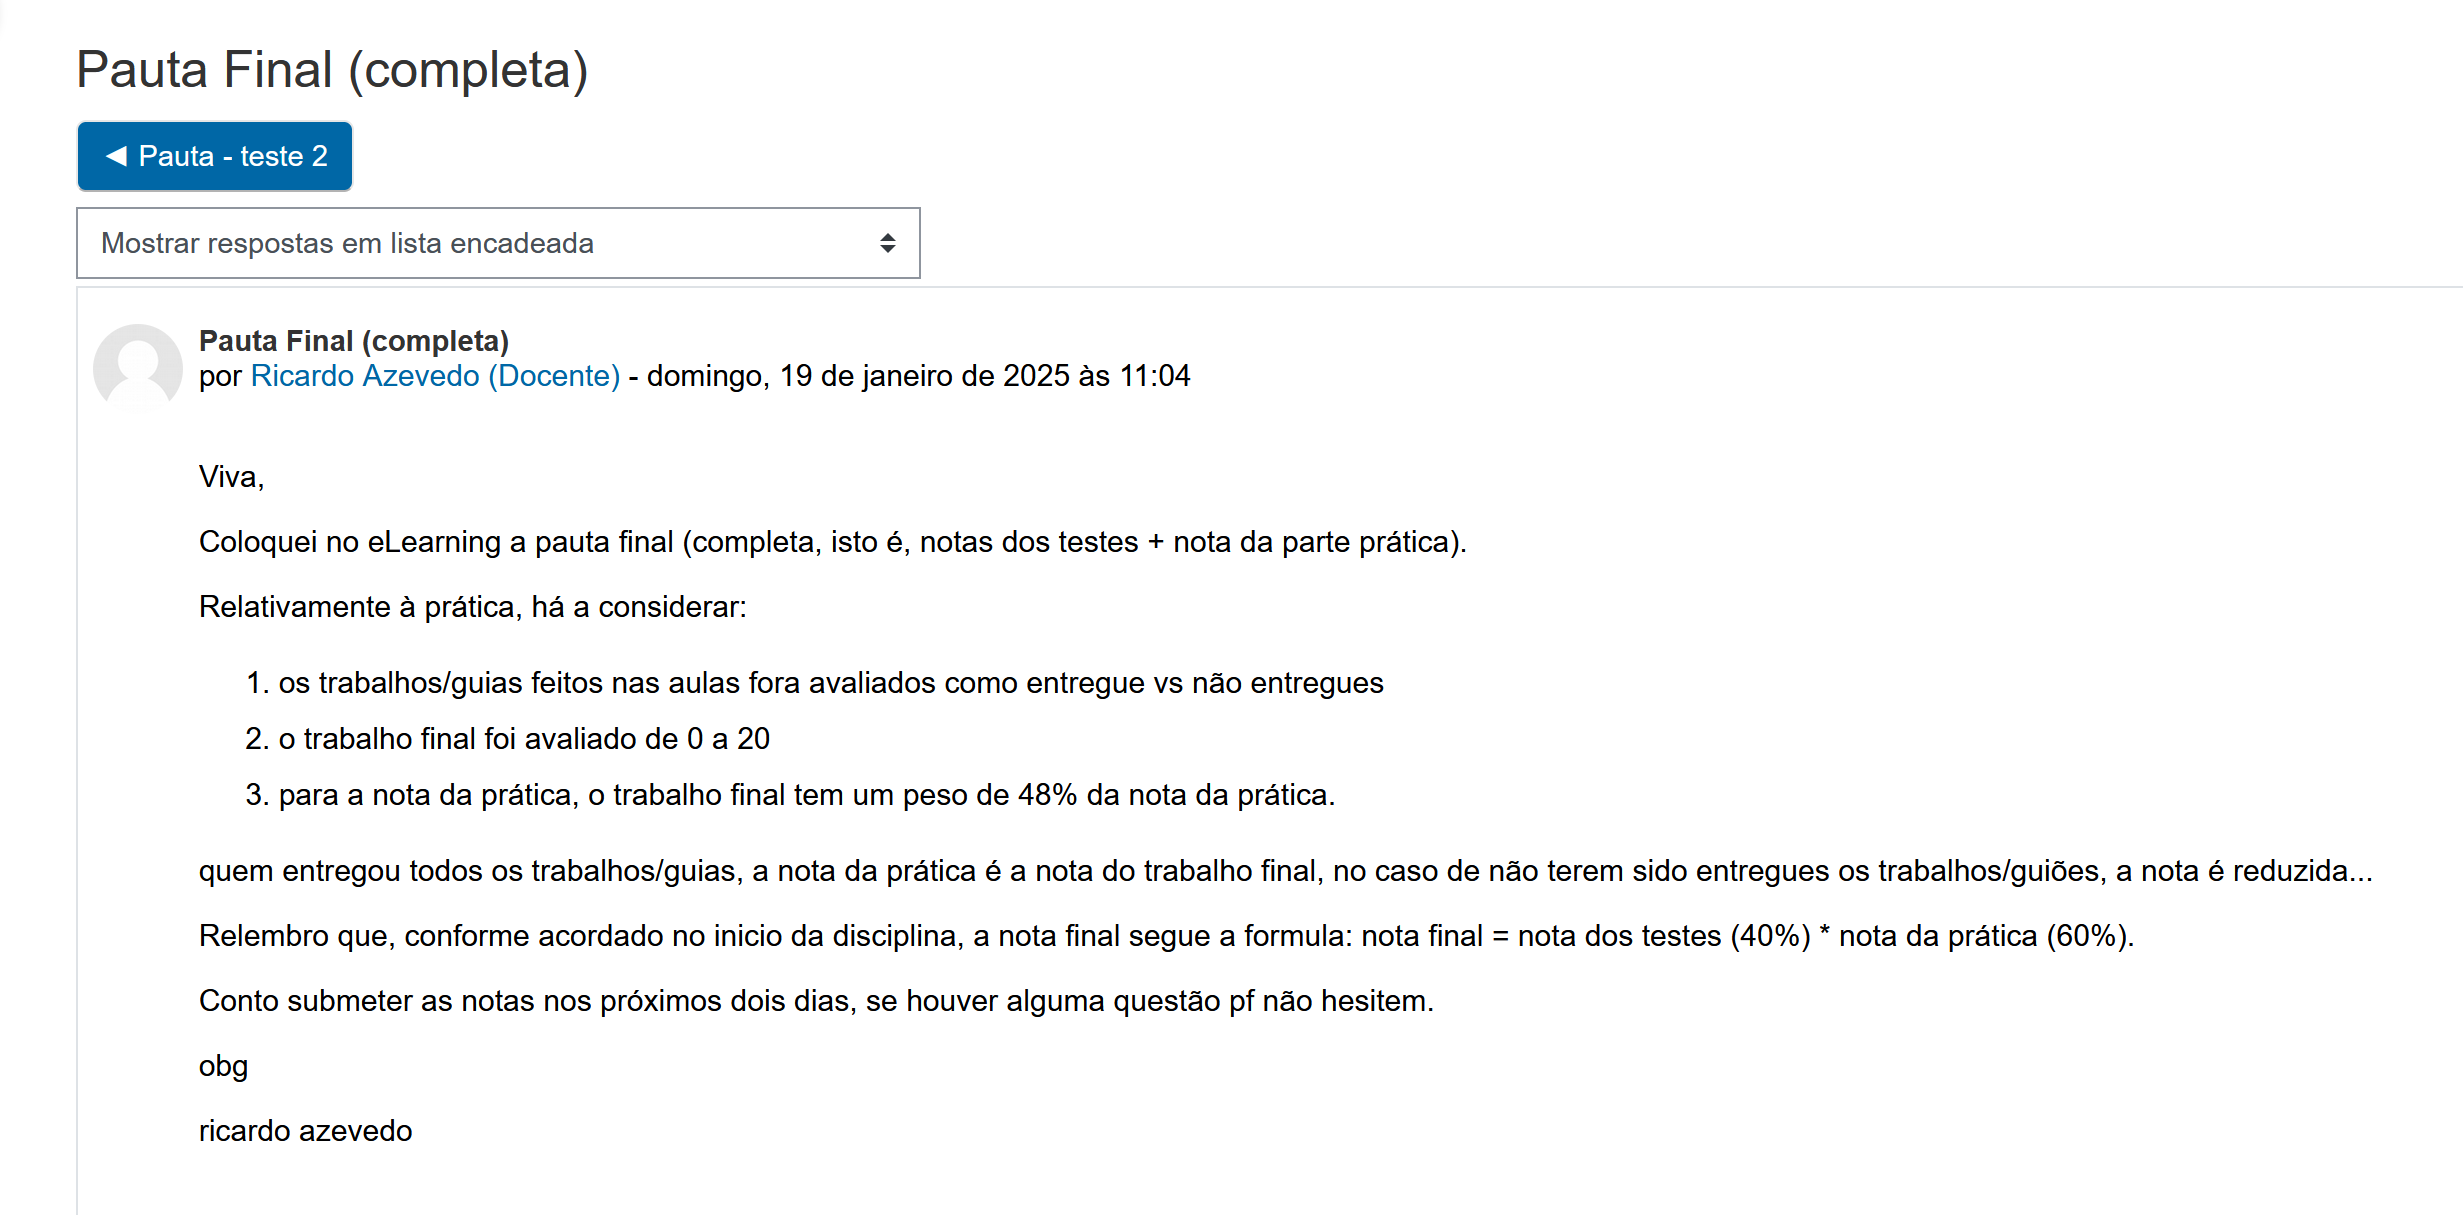 Pauta Final (completa)
◀ Pauta - teste 2
Mostrar respostas em lista encadeada
Pauta Final (completa)
por Ricardo Azevedo (Docente) - domingo, 19 de janeiro de 2025 às 11:04
Viva,
Coloquei no eLearning a pauta final (completa, isto é, notas dos testes + nota da parte prática).
Relativamente à prática, há a considerar:
1. os trabalhos/guias feitos nas aulas fora avaliados como entregue vs não entregues
2. o trabalho final foi avaliado de 0 a 20
3. para a nota da prática, o trabalho final tem um peso de 48% da nota da prática.
quem entregou todos os trabalhos/guias, a nota da prática é a nota do trabalho final, no caso de não terem sido entregues os trabalhos/guiões, a nota é reduzida...
Relembro que, conforme acordado no inicio da disciplina, a nota final segue a formula: nota final = nota dos testes (40%) * nota da prática (60%).
Conto submeter as notas nos próximos dois dias, se houver alguma questão pf não hesitem.
obg
ricardo azevedo